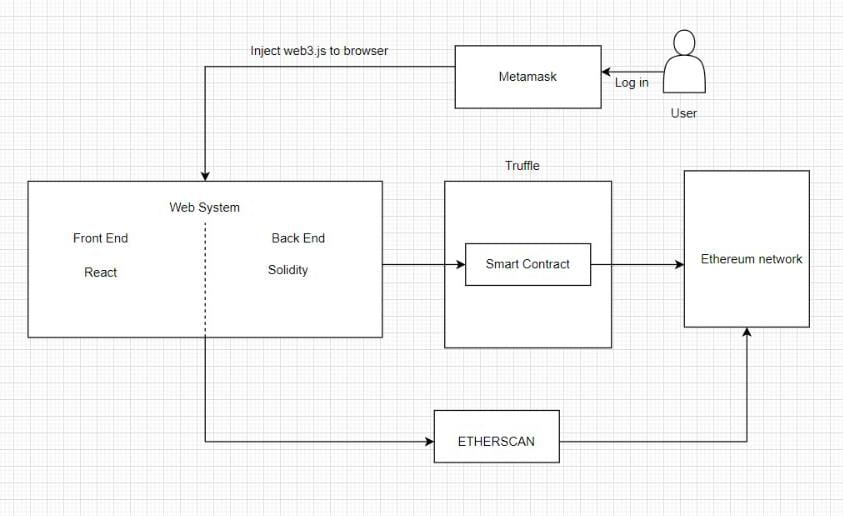 Inject web3.js to browser
Metamask
Log in
User
Truffle
Web System
Front End
Back End
React
Solidity
Smart Contract
Ethereum network
ETHERSCAN